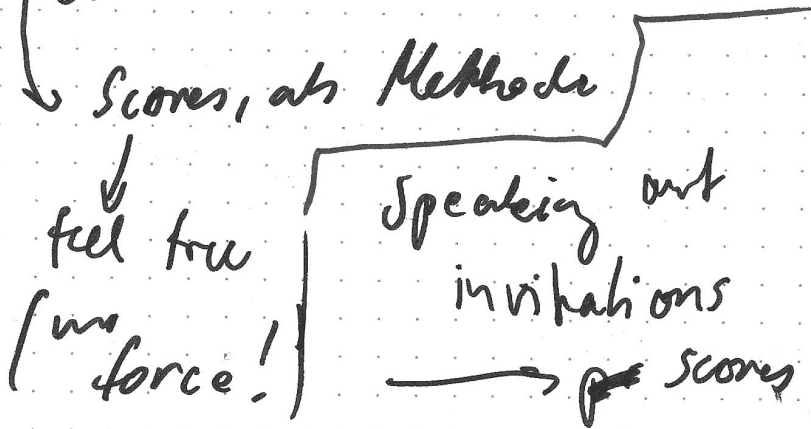 Scores, als Methode
feel free
(no
force!)
Speaking out
invitations
→ scores